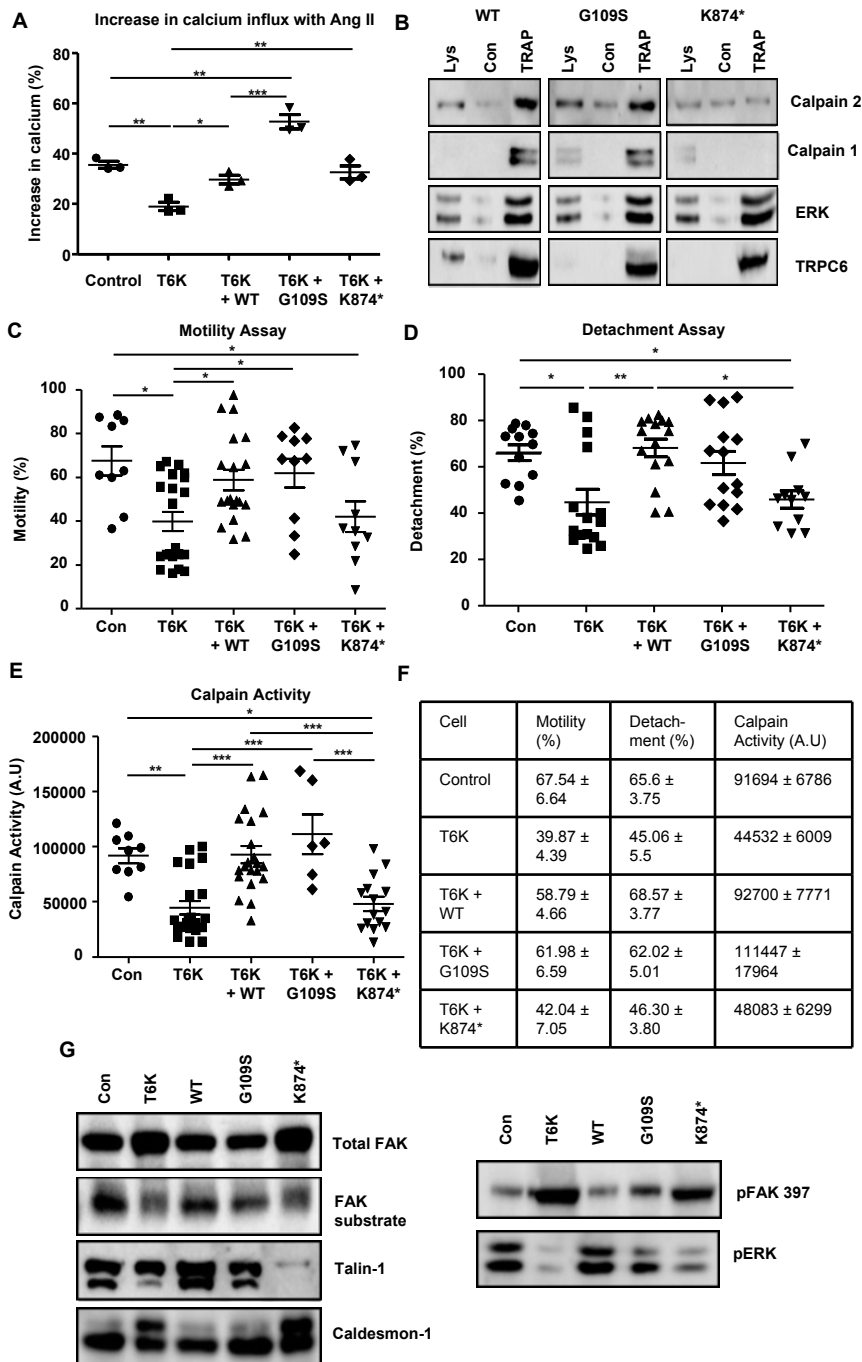 A
Increase in calcium influx with Ang II
Increase in calcium (%)
80
60
40
20
0
**
**
***
**
*
Control
T6K
T6K
+ WT
T6K +
G109S
T6K +
K874*
B
WT
G109S
K874*
Lys
Con
TRAP
Lys
Con
TRAP
Lys
Con
TRAP
Calpain 2
Calpain 1
ERK
TRPC6
C
Motility Assay
Motility (%)
100
80
60
40
20
0
*
*
*
*
Con
T6K
T6K
+ WT
T6K +
G109S
T6K +
K874*
D
Detachment Assay
Detachment (%)
100
80
60
40
20
0
*
*
**
*
Con
T6K
T6K
+ WT
T6K +
G109S
T6K +
K874*
E
Calpain Activity
Calpain Activity (A.U)
200000
150000
100000
50000
0
*
***
***
**
***
***
Con
T6K
T6K
+ WT
T6K +
G109S
T6K +
K874*
F
Cell
Motility
(%)
Detach-
ment (%)
Calpain
Activity (A.U)
Control
67.54 ±
6.64
65.6 ±
3.75
91694 ± 6786
T6K
39.87 ±
4.39
45.06 ±
5.5
44532 ± 6009
T6K +
WT
58.79 ±
4.66
68.57 ±
3.77
92700 ± 7771
T6K +
G109S
61.98 ±
6.59
62.02 ±
5.01
111447 ±
17964
T6K +
K874*
42.04 ±
7.05
46.30 ±
3.80
48083 ± 6299
G
Con
T6K
WT
G109S
K874*
Total FAK
FAK
substrate
Talin-1
Caldesmon-1
Con
T6K
WT
G109S
K874*
pFAK 397
pERK